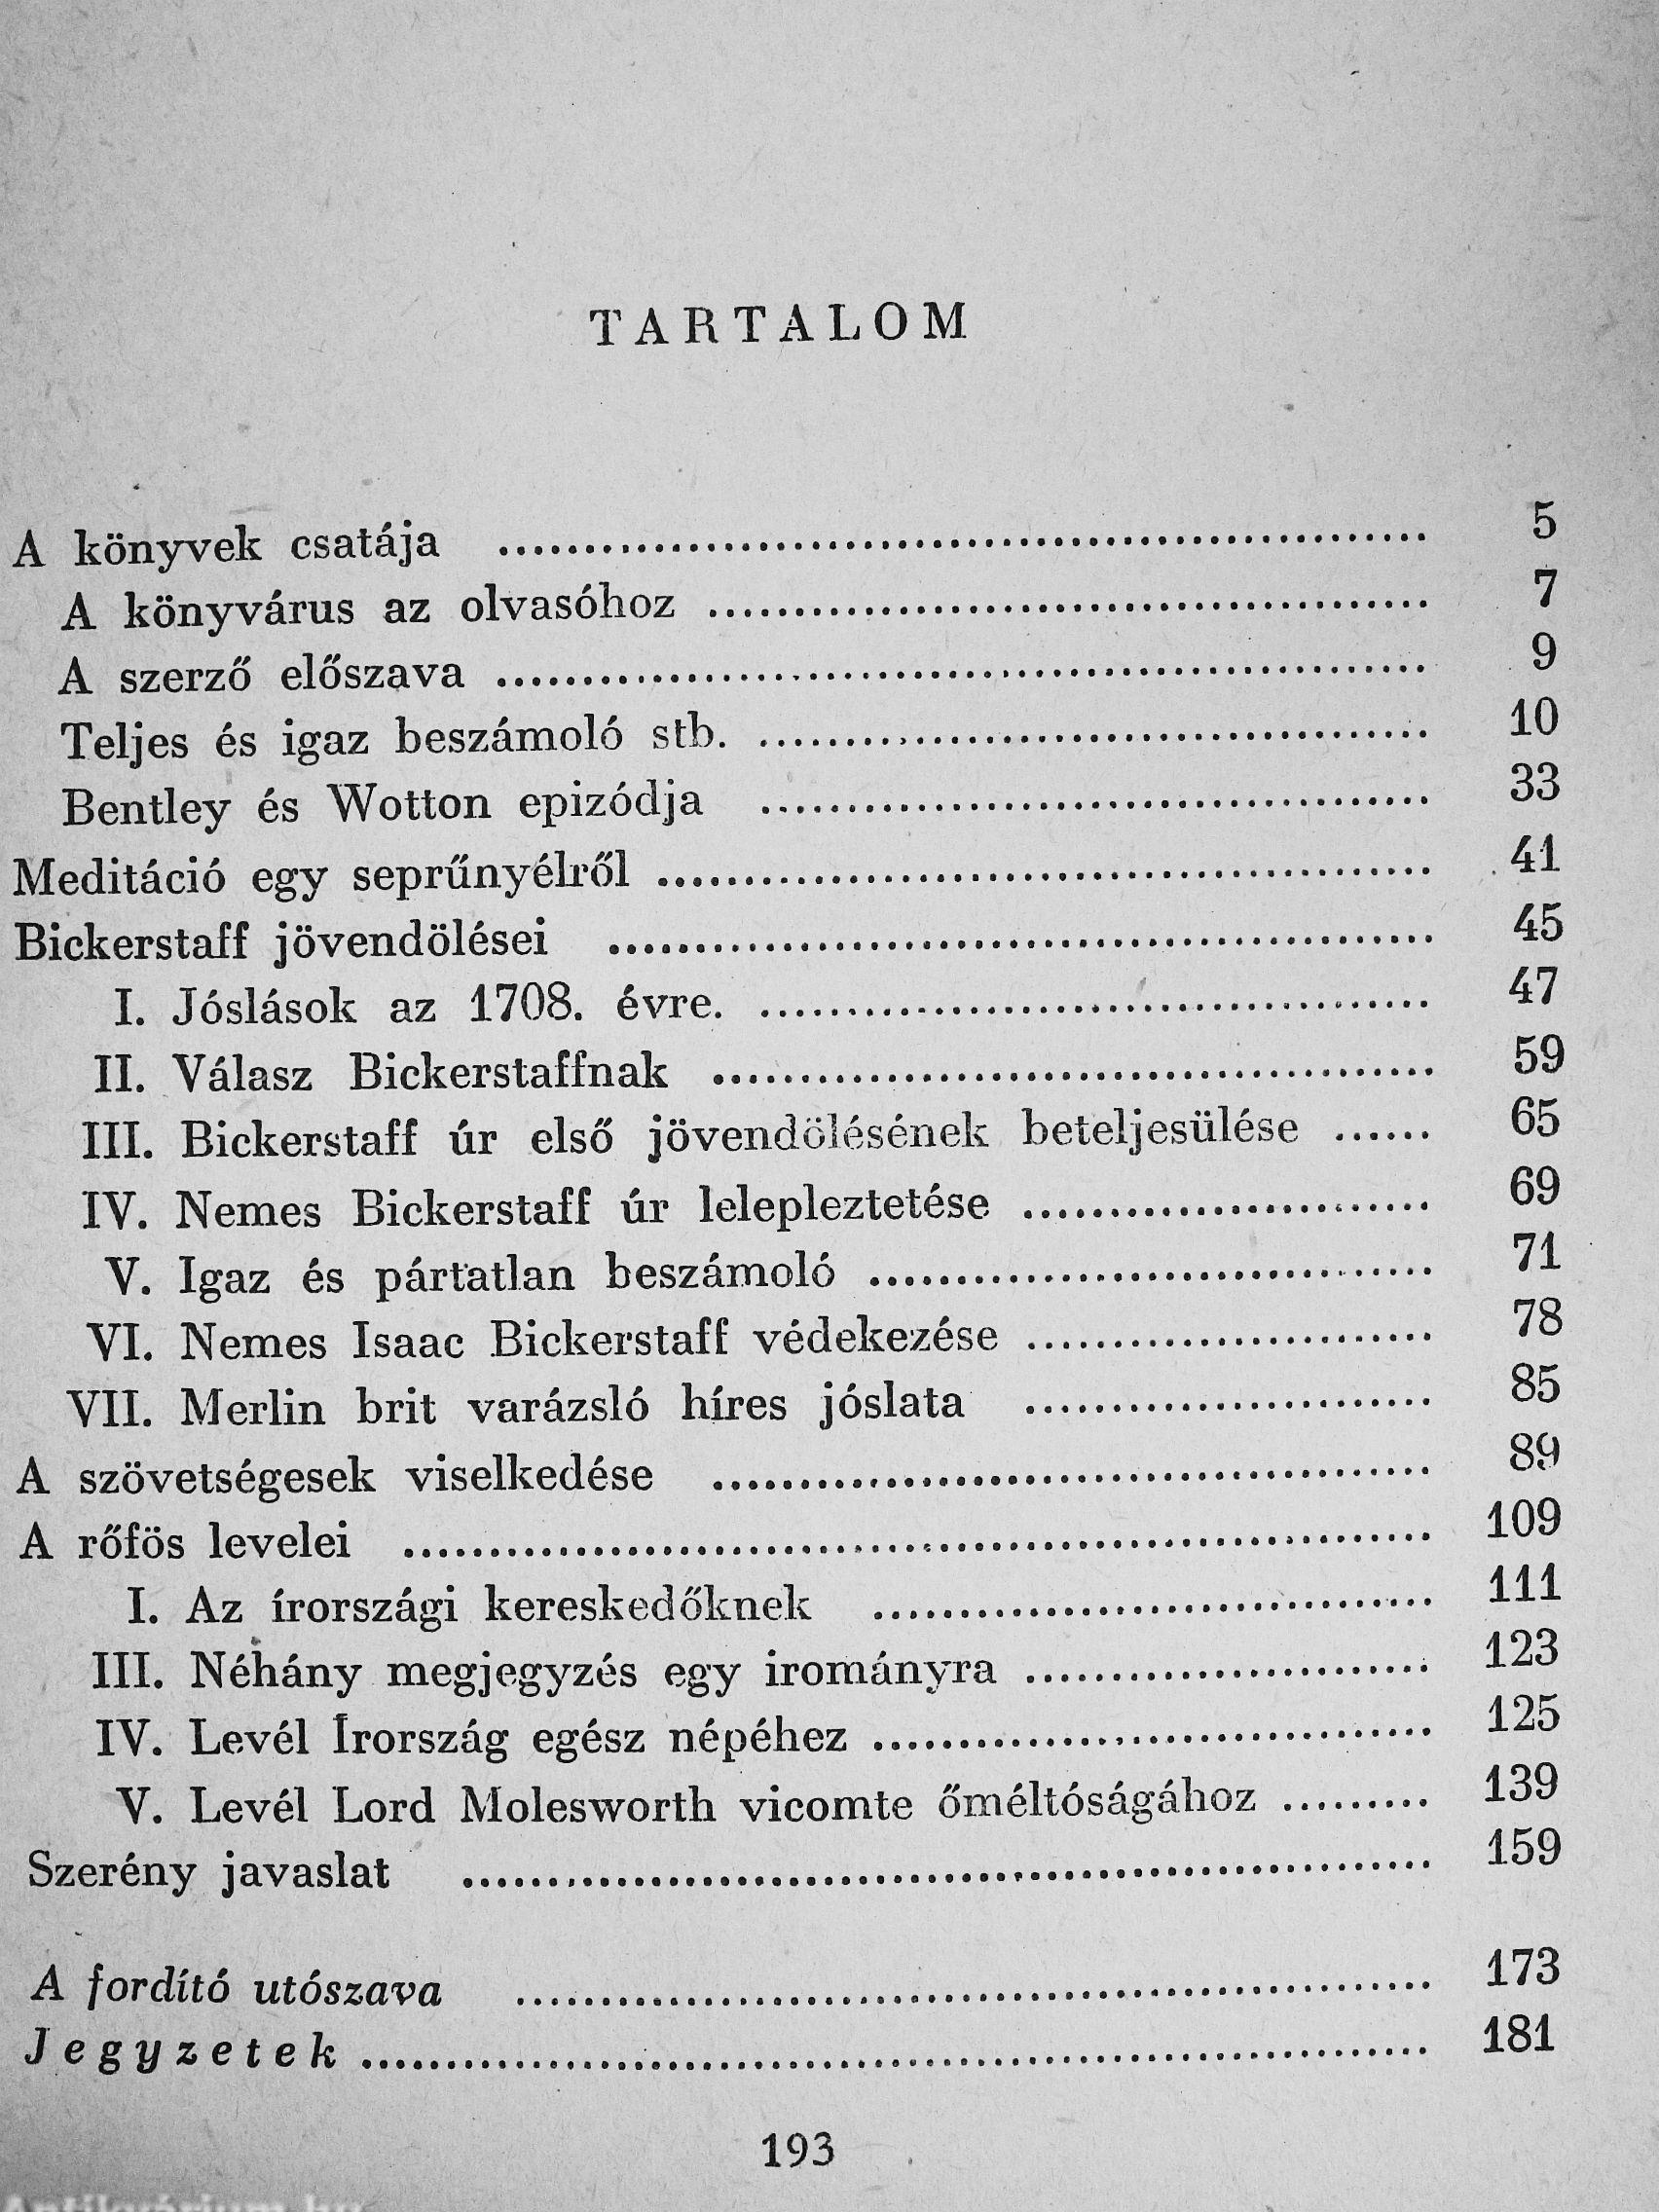 TARTALOM
A könyvek csatája .......... 5
A könyvárus az olvasóhoz .......... 7
A szerző előszava .......... 9
Teljes és igaz beszámoló stb. .......... 10
Bentley és Wotton epizódja .......... 33
Meditáció egy seprűnyélről .......... 41
Bickerstaff jövendölései .......... 45
I. Jóslások az 1708. évre. .......... 47
II. Válasz Bickerstaffnak .......... 59
III. Bickerstaff úr első jövendölésének beteljesülése ...... 65
IV. Nemes Bickerstaff úr lelepleztetése .......... 69
V. Igaz és pártatlan beszámoló .......... 71
VI. Nemes Isaac Bickerstaff védekezése .......... 78
VII. Merlin brit varázsló híres jóslata .......... 85
A szövetségesek viselkedése .......... 89
A rőfös levelei .......... 109
I. Az írországi kereskedőknek .......... 111
III. Néhány megjegyzés egy irományra .......... 123
IV. Levél Írország egész népéhez .......... 125
V. Levél Lord Molesworth vicomte őméltóságához ......... 139
Szerény javaslat .......... 159
A fordító utószava .......... 173
Jegyzetek .......... 181
193
Antikvárium.hu